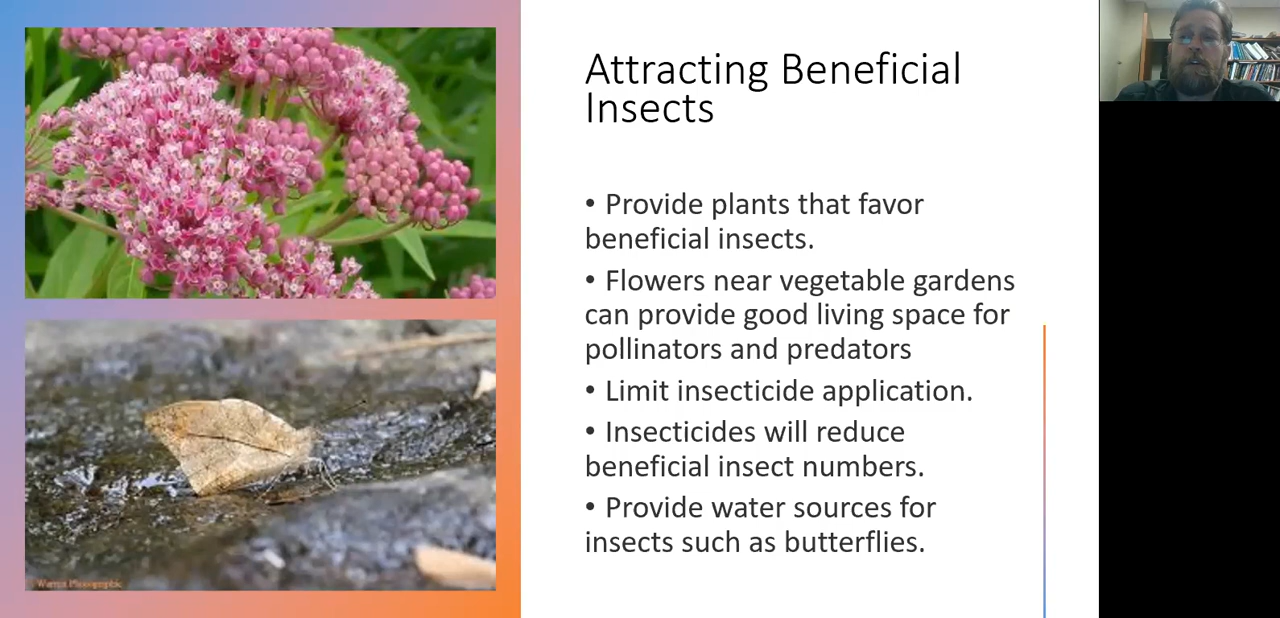 Attracting Beneficial
Insects
• Provide plants that favor
beneficial insects.
• Flowers near vegetable gardens
can provide good living space for
pollinators and predators
• Limit insecticide application.
• Insecticides will reduce
beneficial insect numbers.
• Provide water sources for
insects such as butterflies.
Warren Photographic